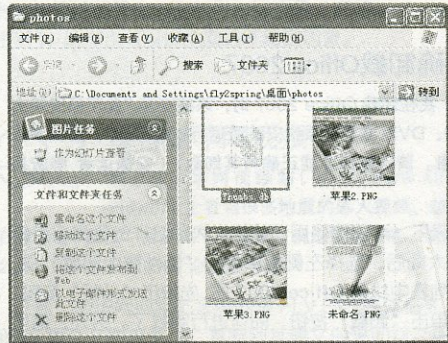 photos
文件(F) 编辑(E) 查看(V) 收藏(A) 工具(T) 帮助(H)
后退 搜索 文件夹
地址(D) C:\Documents and Settings\fly2spring\桌面\photos 转到
图片任务
作为幻灯片查看
文件和文件夹任务
重命名这个文件
移动这个文件
复制这个文件
将这个文件发布到
Web
以电子邮件形式发送
此文件
删除这个文件
Thumbs.db
苹果2.PNG
苹果3.PNG
未命名.PNG